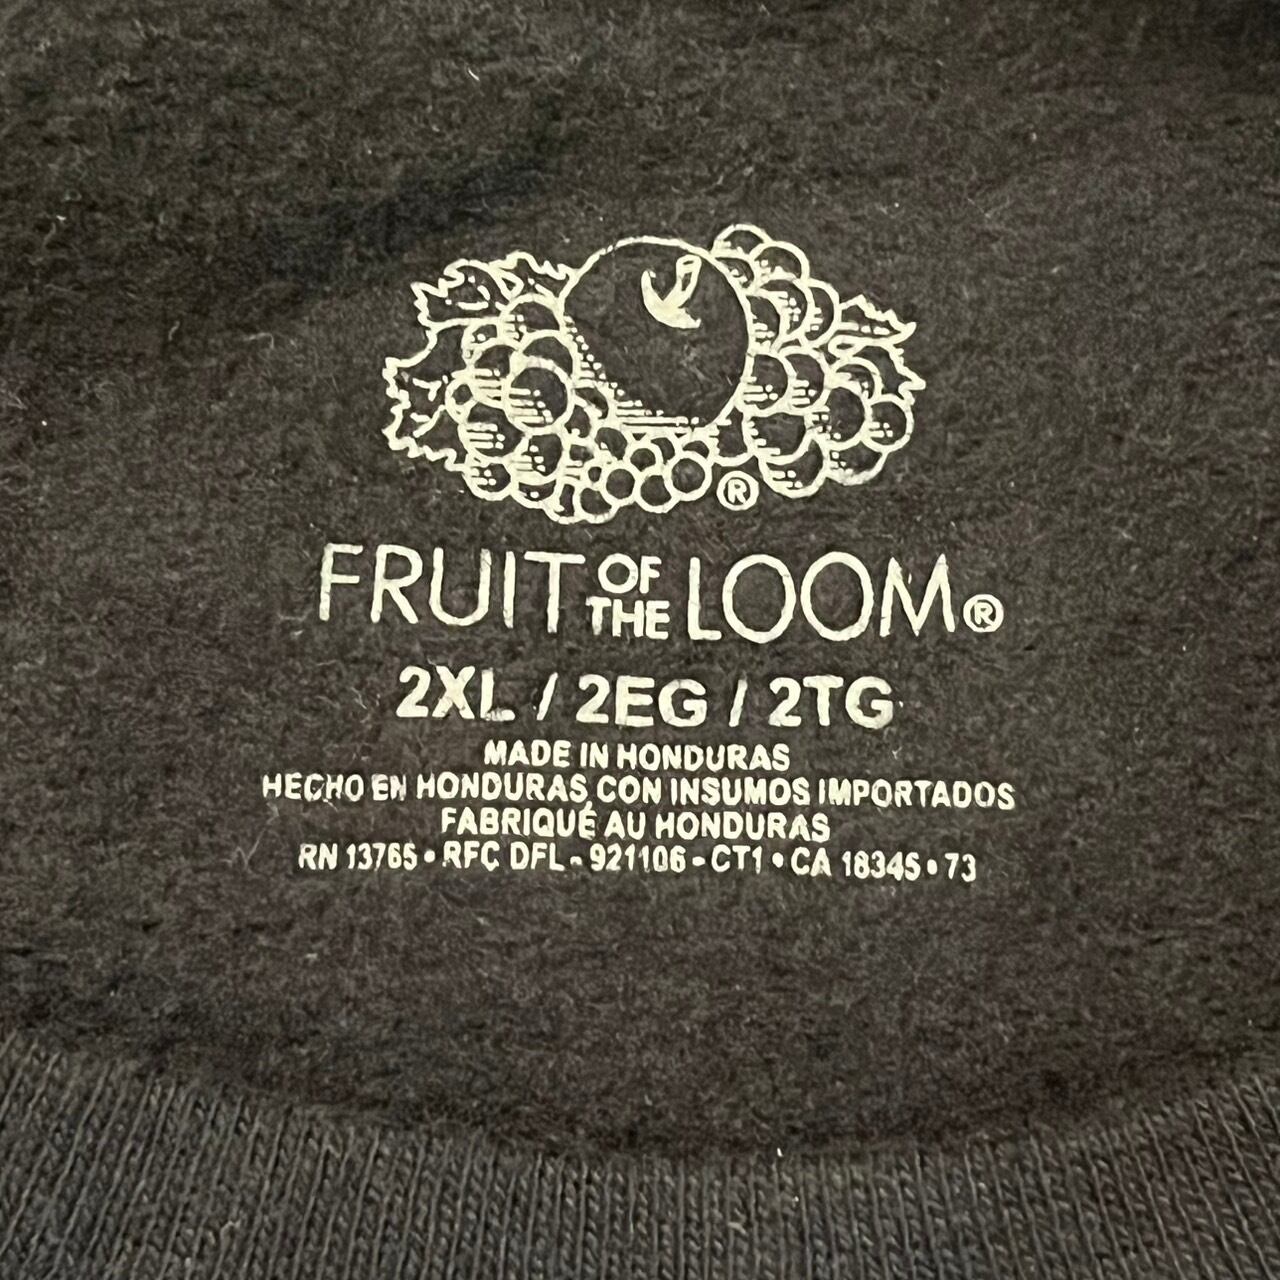 ®
FRUIT OF THE LOOM®
2XL / 2EG / 2TG
MADE IN HONDURAS
HECHO EN HONDURAS CON INSUMOS IMPORTADOS
FABRIQUÉ AU HONDURAS
RN 13765 • RFC DFL - 921106 - CT1 • CA 18345 • 73